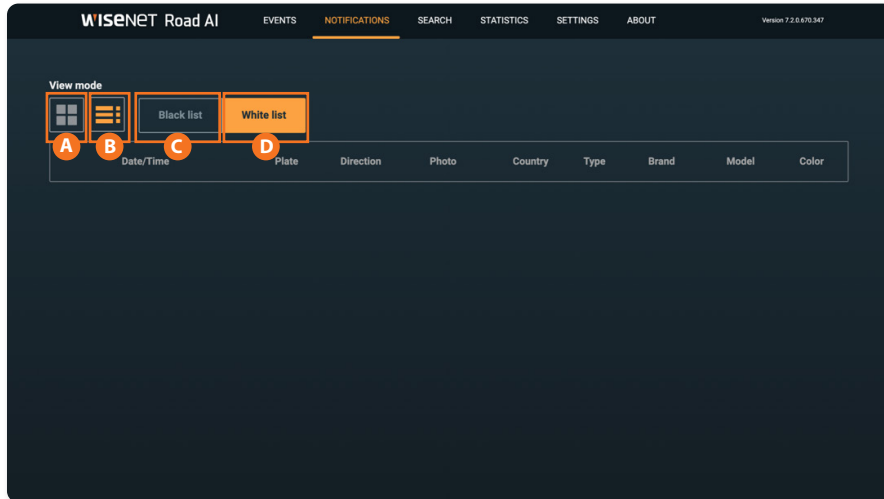 WISENET Road AI EVENTS NOTIFICATIONS SEARCH STATISTICS SETTINGS ABOUT Version 7.2.0.670.347
View mode
Black list White list
A B C D
Date/Time Plate Direction Photo Country Type Brand Model Color